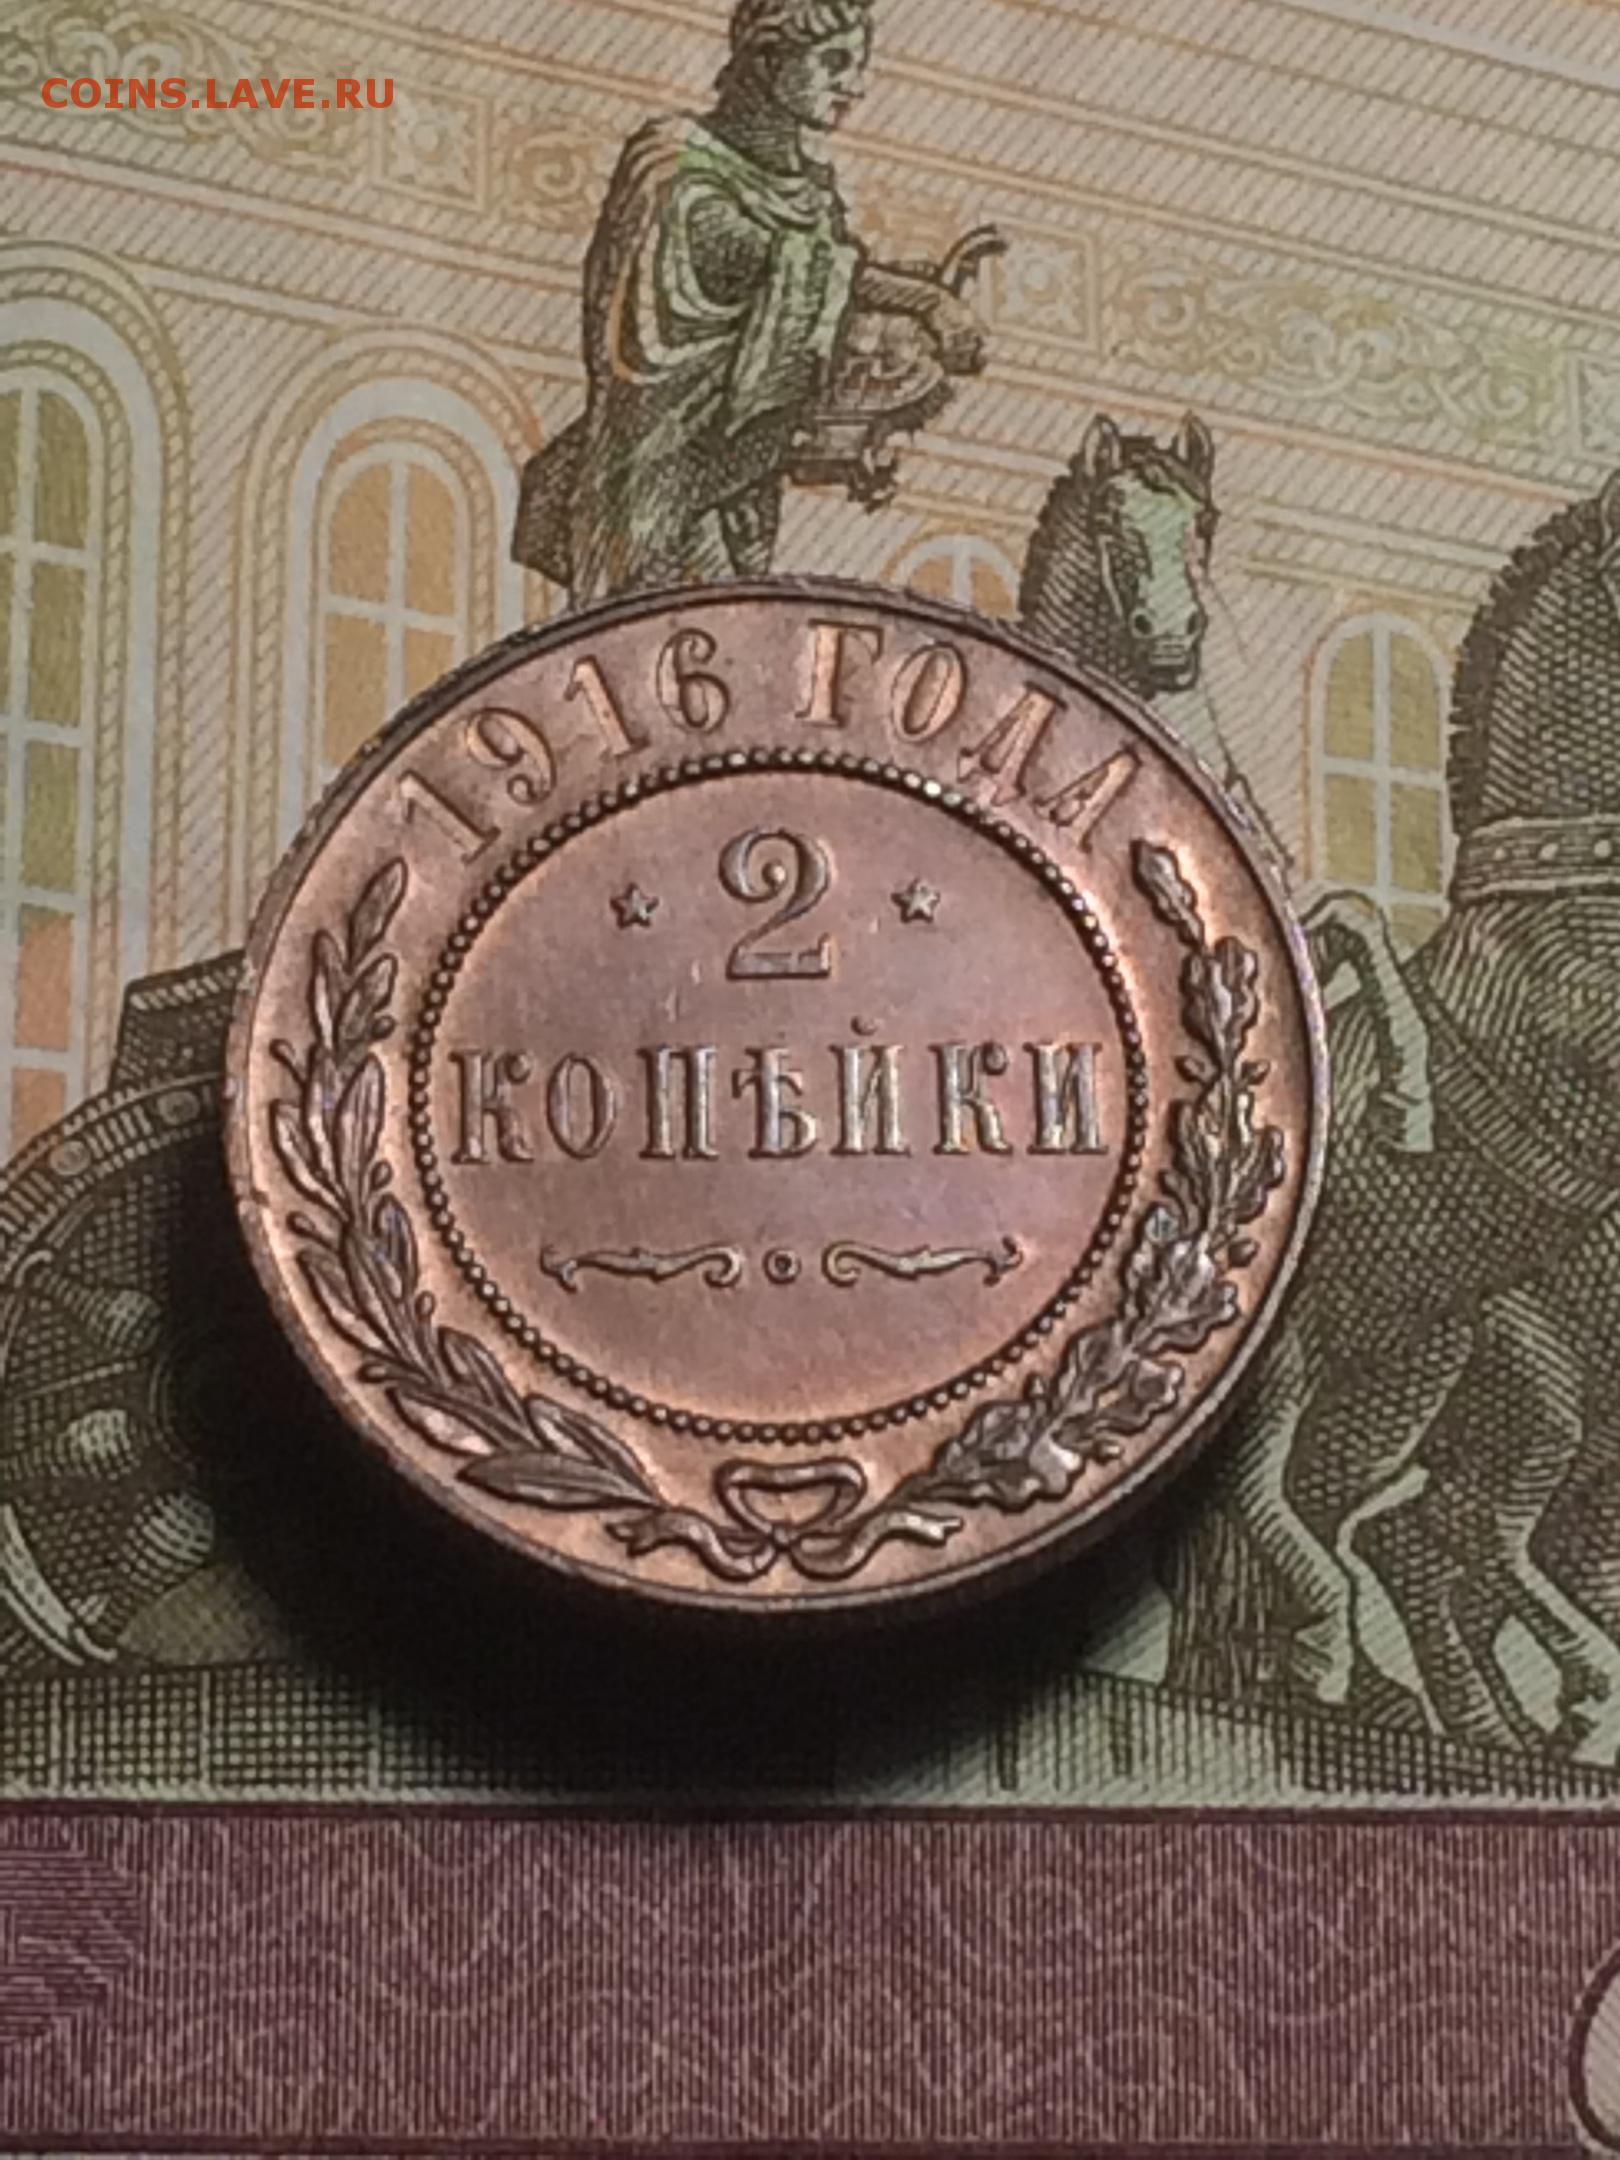 COINS.LAVE.RU
1916 ГОДА
2
КОПѢЙКИ